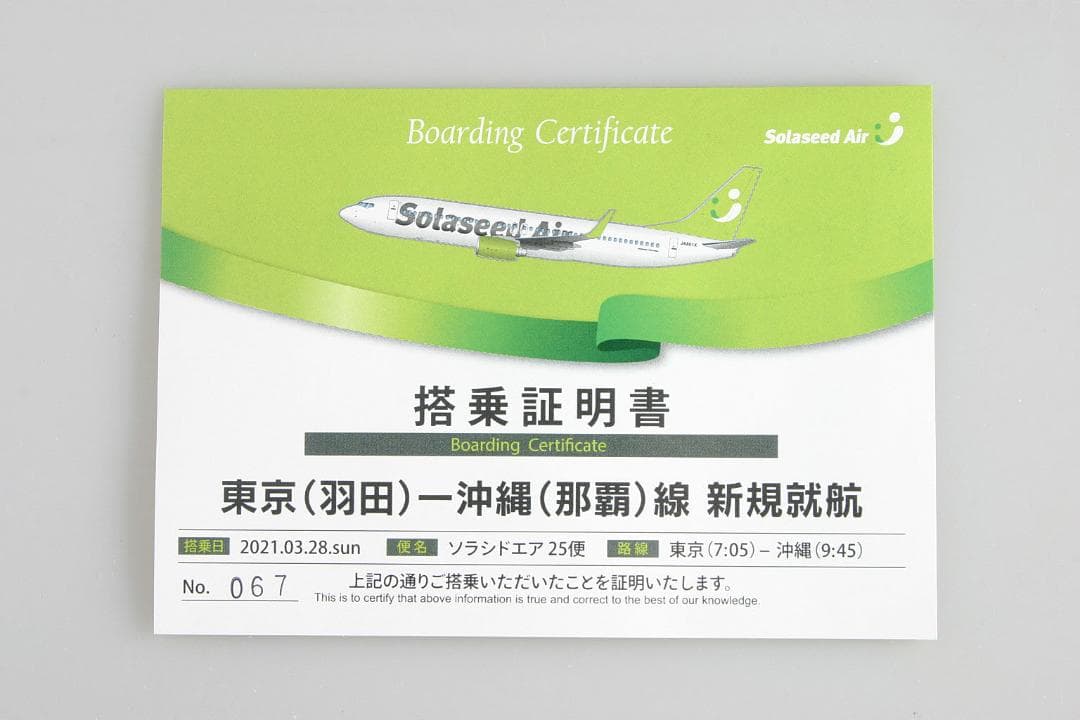 Boarding Certificate
Solaseed Air
Solaseed Air
搭乗証明書
Boarding Certificate
東京(羽田)ー沖縄(那覇)線 新規就航
搭乗日 2021.03.28.sun 便名 ソラシドエア 25便 路線 東京(7:05) − 沖縄(9:45)
No. 067 上記の通りご搭乗いただいたことを証明いたします。
This is to certify that above information is true and correct to the best of our knowledge.